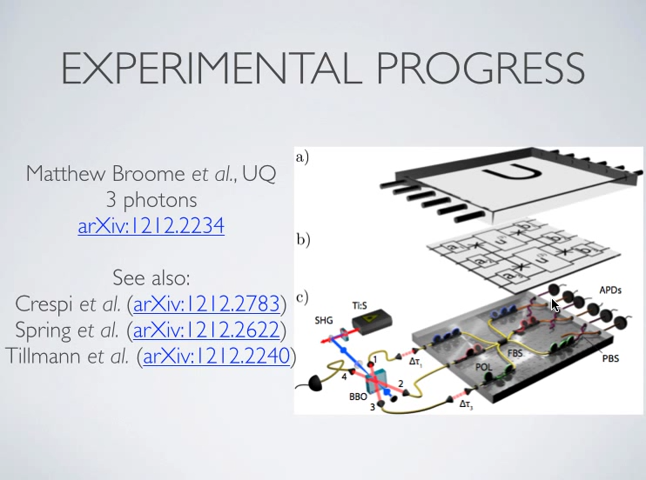 EXPERIMENTAL PROGRESS
Matthew Broome et al., UQ
3 photons
arXiv:1212.2234
See also:
Crespi et al. (arXiv:1212.2783)
Spring et al. (arXiv:1212.2622)
Tillmann et al. (arXiv:1212.2240)
a)
U
b)
c)
Ti:S
SHG
BBO
1
2
3
4
Δτ₁
Δτ₃
POL
FBS
PBS
APDs